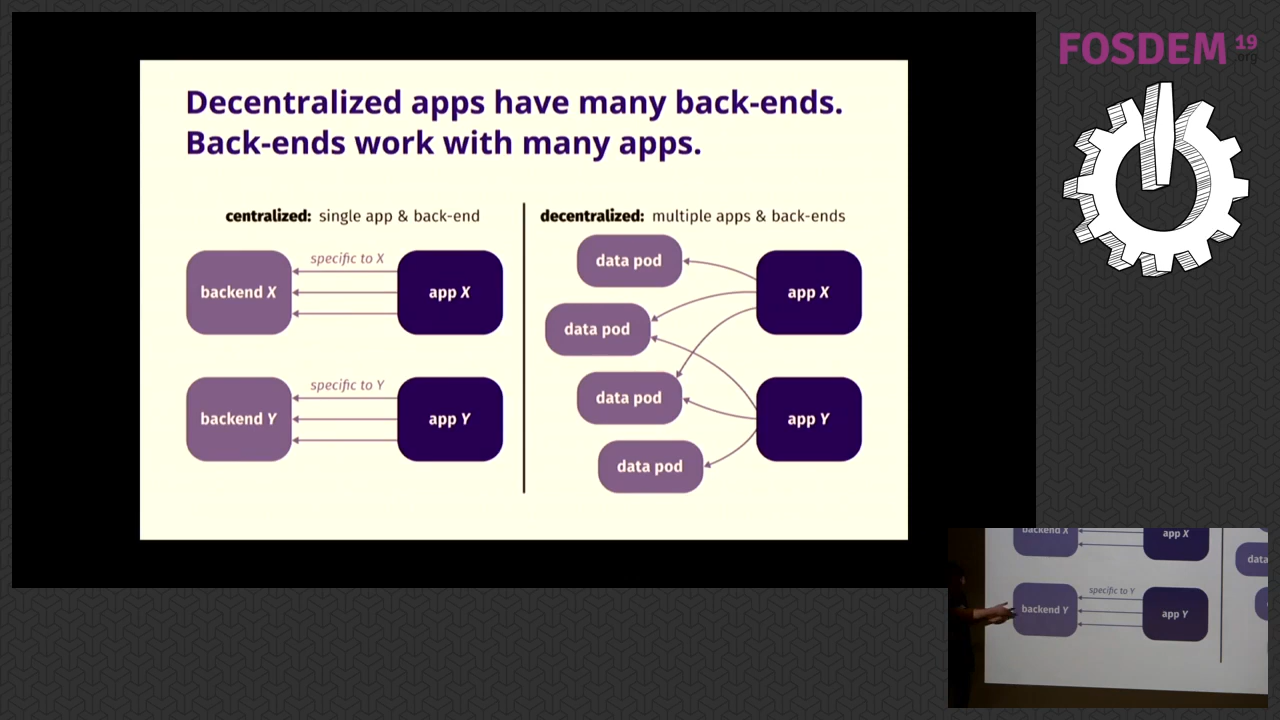 Decentralized apps have many back-ends.
Back-ends work with many apps.
centralized: single app & back-end
specific to X
backend X
app X
specific to Y
backend Y
app Y
decentralized: multiple apps & back-ends
data pod
data pod
data pod
data pod
app X
app Y
FOSDEM 19
.org
backend X
app X
data
specific to Y
backend Y
app Y